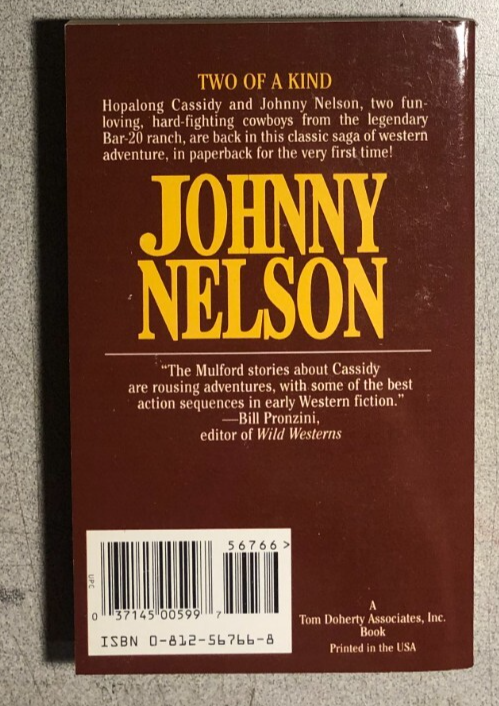 TWO OF A KIND
Hopalong Cassidy and Johnny Nelson, two fun-
loving, hard-fighting cowboys from the legendary
Bar-20 ranch, are back in this classic saga of western
adventure, in paperback for the very first time!
JOHNNY
NELSON
"The Mulford stories about Cassidy
are rousing adventures, with some of the best
action sequences in early Western fiction."
—Bill Pronzini,
editor of Wild Westerns
56766 >
UPC
0 37145 00599 7
ISBN 0-812-56766-8
A
Tom Doherty Associates, Inc.
Book
Printed in the USA